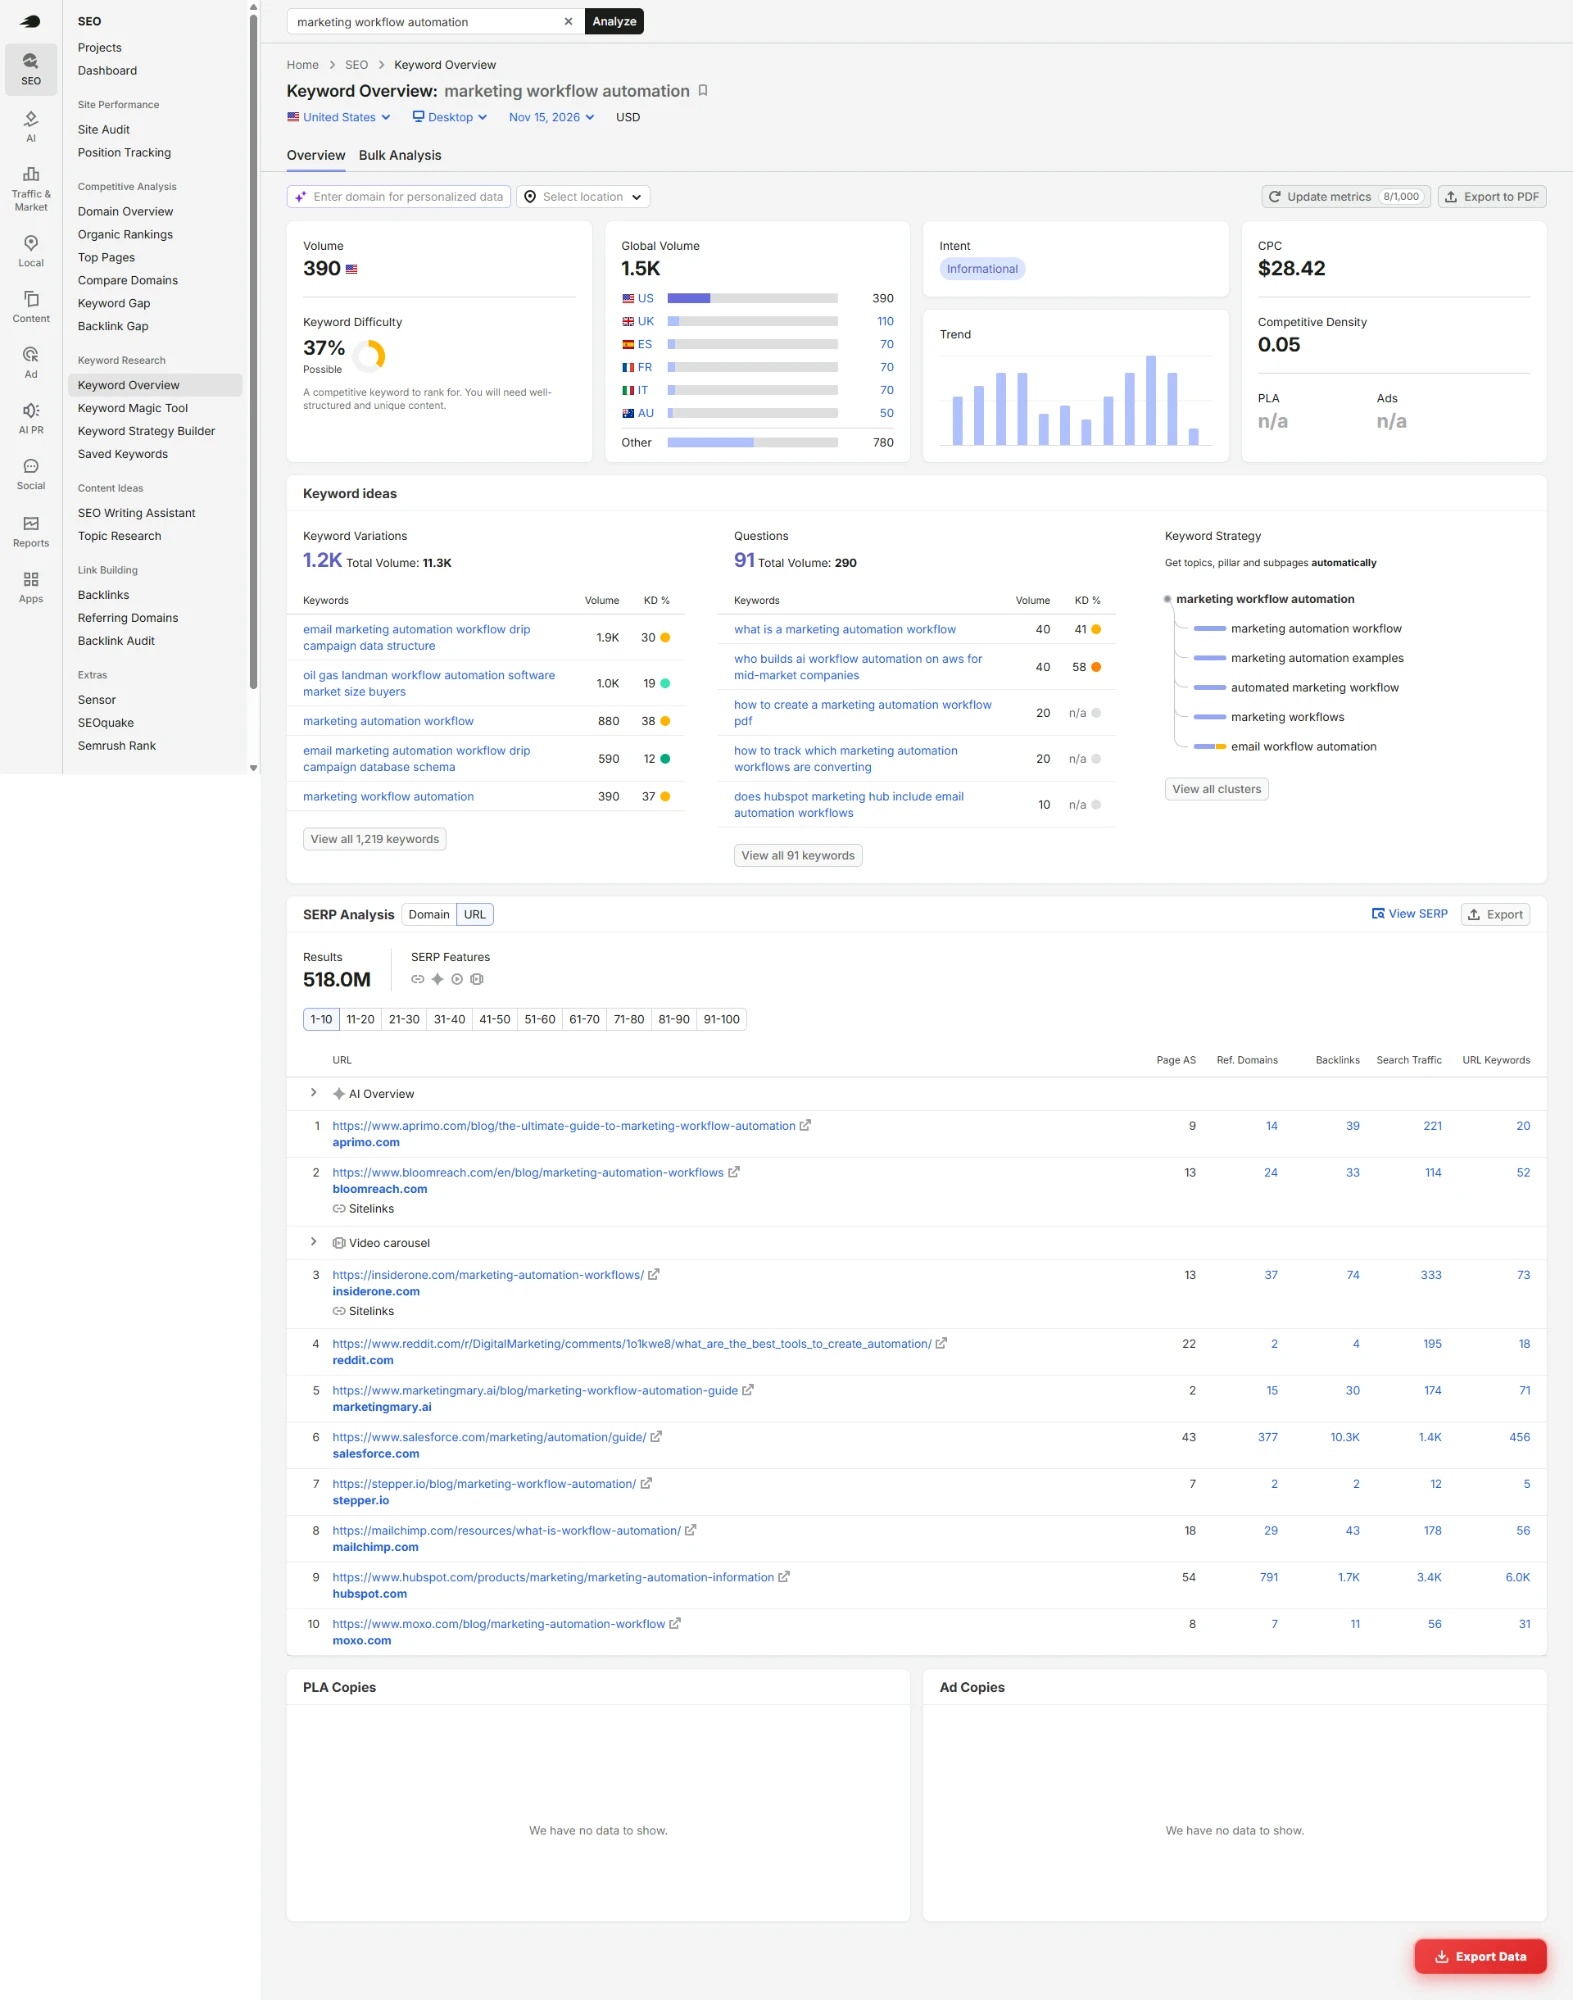 SEO
AI
Traffic &
Market
Local
Content
Ad
AI PR
Social
Reports
Apps
SEO
Projects
Dashboard
Site Performance
Site Audit
Position Tracking
Competitive Analysis
Domain Overview
Organic Rankings
Top Pages
Compare Domains
Keyword Gap
Backlink Gap
Keyword Research
Keyword Overview
Keyword Magic Tool
Keyword Strategy Builder
Saved Keywords
Content Ideas
SEO Writing Assistant
Topic Research
Link Building
Backlinks
Referring Domains
Backlink Audit
Extras
Sensor
SEOquake
Semrush Rank
marketing workflow automation Analyze
Home SEO Keyword Overview
Keyword Overview: marketing workflow automation
United States Desktop Nov 15, 2026 USD
Overview Bulk Analysis
Enter domain for personalized data Select location Update metrics 8/1,000 Export to PDF
Volume
390
Keyword Difficulty
37%
Possible
A competitive keyword to rank for. You will need well-
structured and unique content.
Global Volume
1.5K
US 390
UK 110
ES 70
FR 70
IT 70
AU 50
Other 780
Intent
Informational
Trend
CPC
$28.42
Competitive Density
0.05
PLA Ads
n/a n/a
Keyword ideas
Keyword Variations
1.2K Total Volume: 11.3K
Keywords Volume KD %
email marketing automation workflow drip
campaign data structure 1.9K 30
oil gas landman workflow automation software
market size buyers 1.0K 19
marketing automation workflow 880 38
email marketing automation workflow drip
campaign database schema 590 12
marketing workflow automation 390 37
View all 1,219 keywords
Questions
91 Total Volume: 290
Keywords Volume KD %
what is a marketing automation workflow 40 41
who builds ai workflow automation on aws for
mid-market companies 40 58
how to create a marketing automation workflow
pdf 20 n/a
how to track which marketing automation
workflows are converting 20 n/a
does hubspot marketing hub include email
automation workflows 10 n/a
View all 91 keywords
Keyword Strategy
Get topics, pillar and subpages automatically
marketing workflow automation
marketing automation workflow
marketing automation examples
automated marketing workflow
marketing workflows
email workflow automation
View all clusters
SERP Analysis Domain URL View SERP Export
Results SERP Features
518.0M
1-10 11-20 21-30 31-40 41-50 51-60 61-70 71-80 81-90 91-100
URL Page AS Ref. Domains Backlinks Search Traffic URL Keywords
AI Overview
1 https://www.aprimo.com/blog/the-ultimate-guide-to-marketing-workflow-automation 9 14 39 221 20
aprimo.com
2 https://www.bloomreach.com/en/blog/marketing-automation-workflows 13 24 33 114 52
bloomreach.com
Sitelinks
Video carousel
3 https://insiderone.com/marketing-automation-workflows/ 13 37 74 333 73
insiderone.com
Sitelinks
4 https://www.reddit.com/r/DigitalMarketing/comments/1o1kwe8/what_are_the_best_tools_to_create_automation/ 22 2 4 195 18
reddit.com
5 https://www.marketingmary.ai/blog/marketing-workflow-automation-guide 2 15 30 174 71
marketingmary.ai
6 https://www.salesforce.com/marketing/automation/guide/ 43 377 10.3K 1.4K 456
salesforce.com
7 https://stepper.io/blog/marketing-workflow-automation/ 7 2 2 12 5
stepper.io
8 https://mailchimp.com/resources/what-is-workflow-automation/ 18 29 43 178 56
mailchimp.com
9 https://www.hubspot.com/products/marketing/marketing-automation-information 54 791 1.7K 3.4K 6.0K
hubspot.com
10 https://www.moxo.com/blog/marketing-automation-workflow 8 7 11 56 31
moxo.com
PLA Copies
We have no data to show.
Ad Copies
We have no data to show.
Export Data